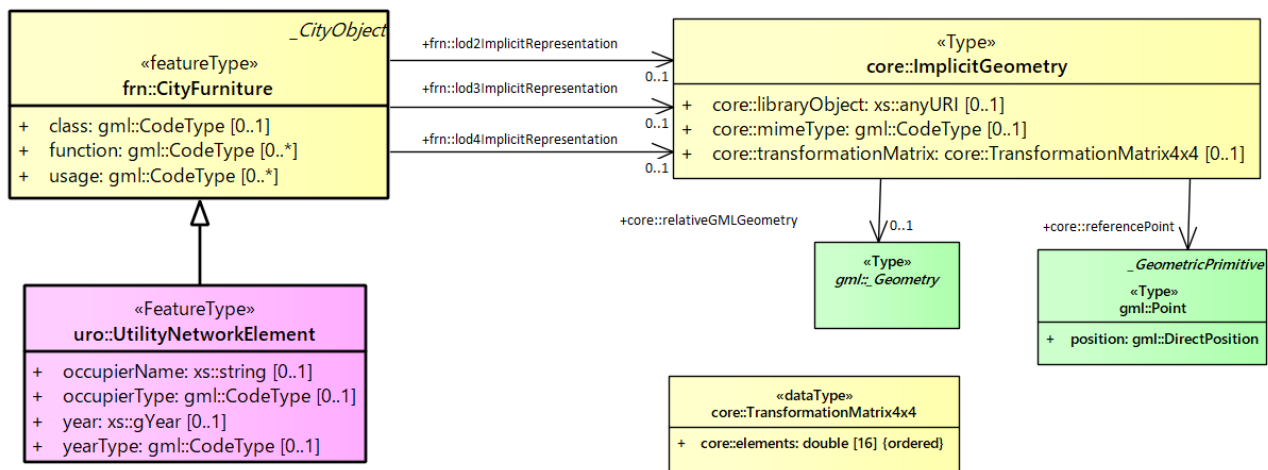 _CityObject
«featureType»
frn::CityFurniture
+ class: gml::CodeType [0..1]
+ function: gml::CodeType [0..*]
+ usage: gml::CodeType [0..*]
+frn::lod2ImplicitRepresentation
0..1
+frn::lod3ImplicitRepresentation
0..1
+frn::lod4ImplicitRepresentation
0..1
«Type»
core::ImplicitGeometry
+ core::libraryObject: xs::anyURI [0..1]
+ core::mimeType: gml::CodeType [0..1]
+ core::transformationMatrix: core::TransformationMatrix4x4 [0..1]
+core::relativeGMLGeometry
0..1
+core::referencePoint
«Type»
gml::_Geometry
_GeometricPrimitive
«Type»
gml::Point
+ position: gml::DirectPosition
«FeatureType»
uro::UtilityNetworkElement
+ occupierName: xs::string [0..1]
+ occupierType: gml::CodeType [0..1]
+ year: xs::gYear [0..1]
+ yearType: gml::CodeType [0..1]
«dataType»
core::TransformationMatrix4x4
+ core::elements: double [16] {ordered}